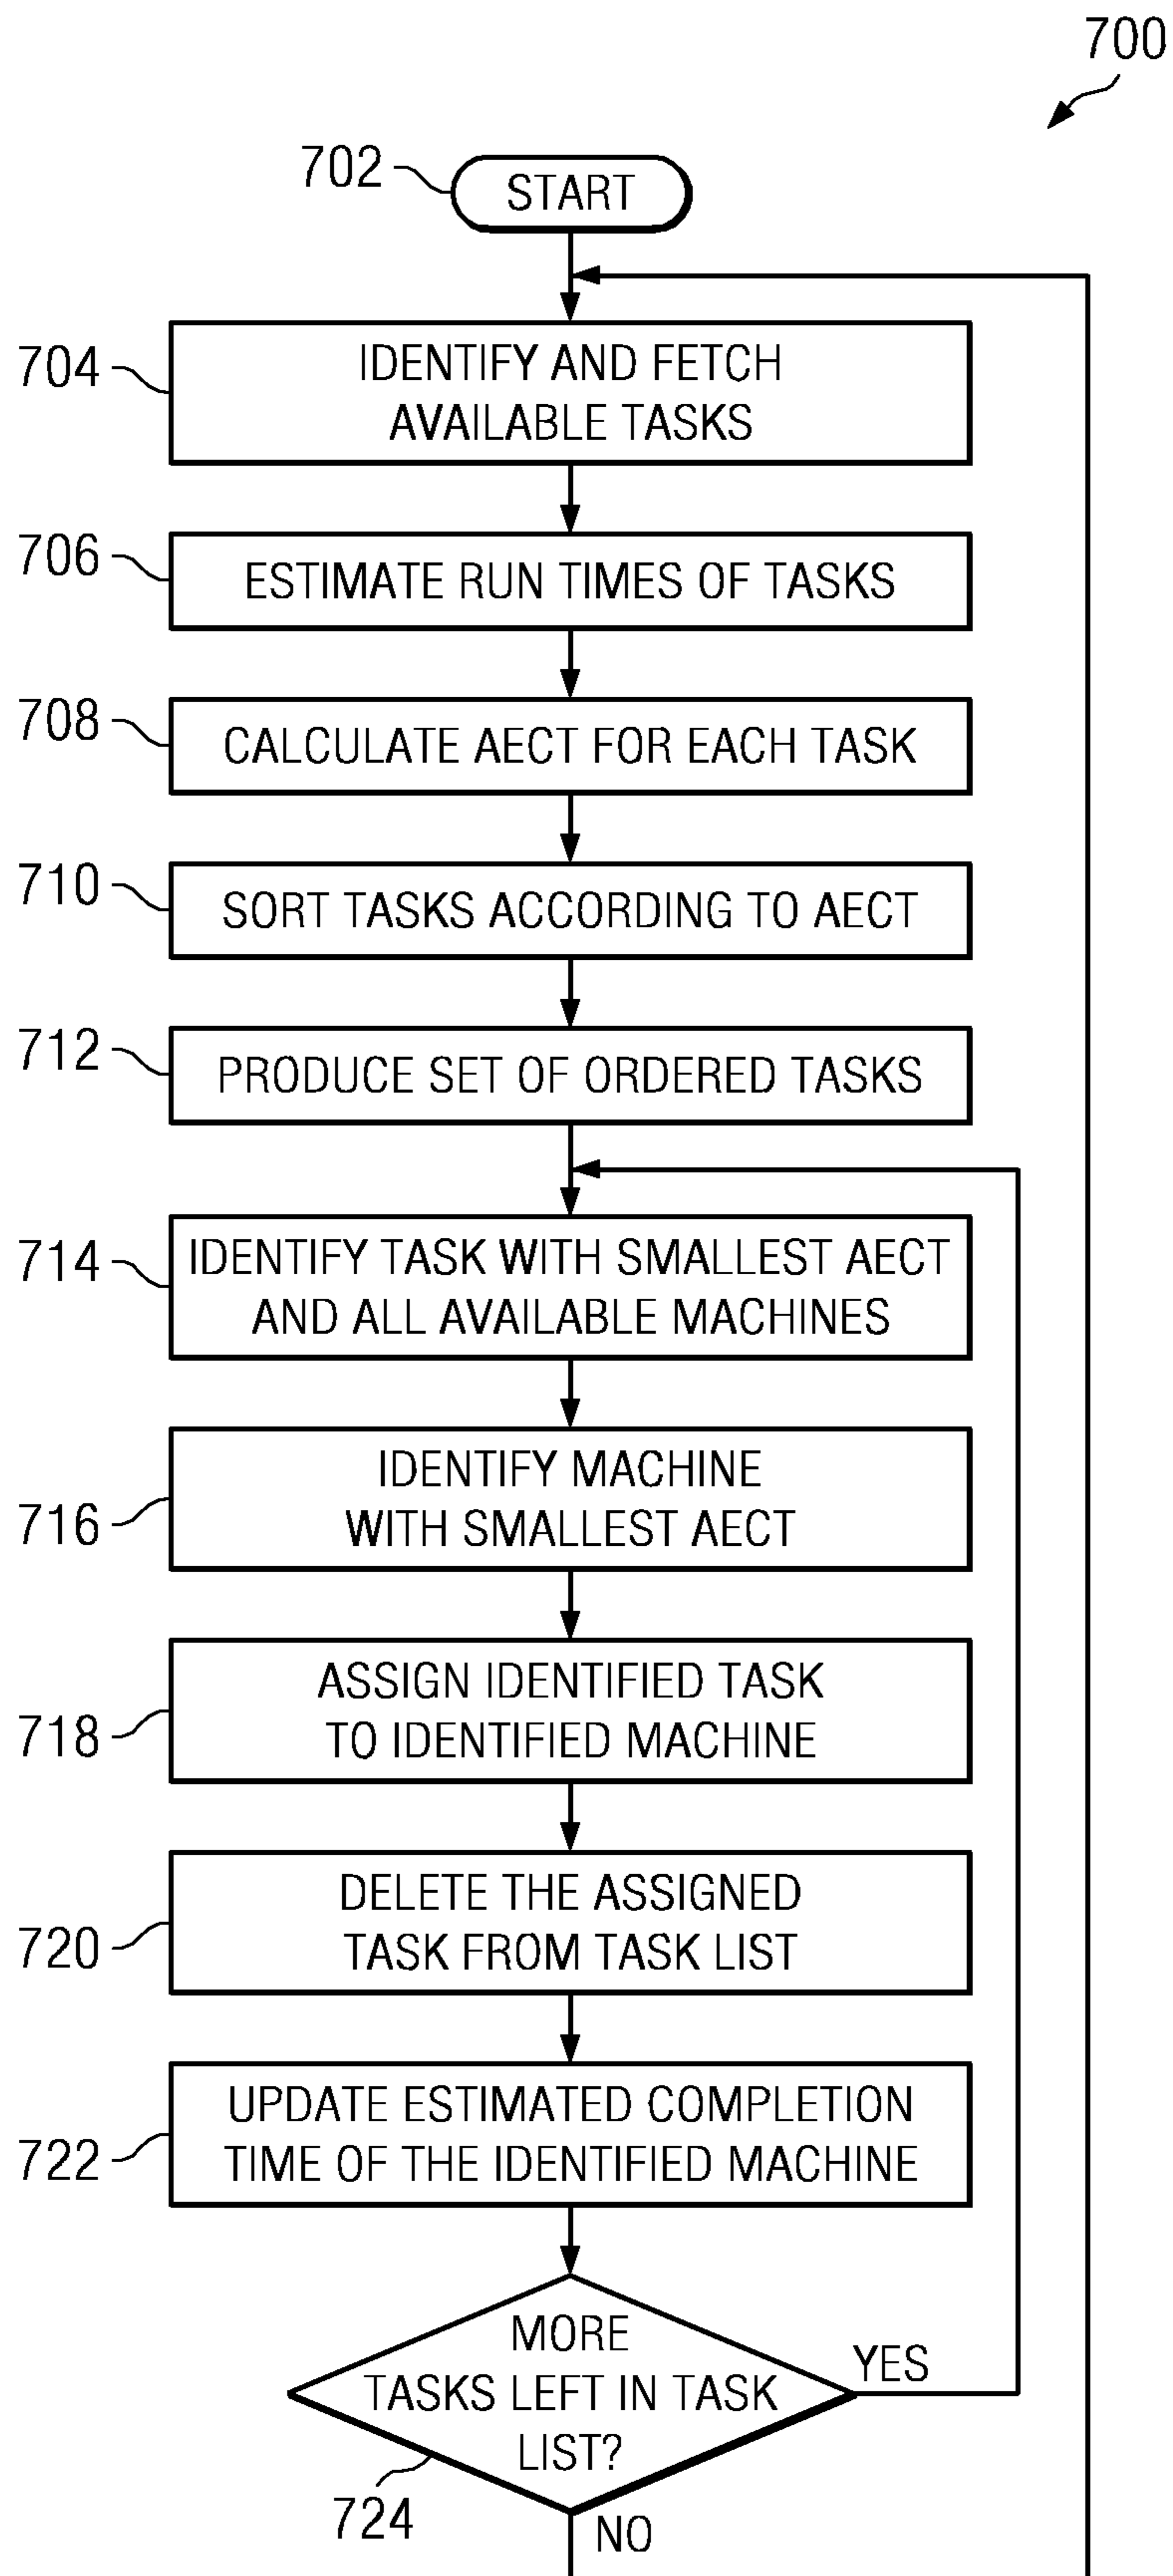 700
702
START
704
IDENTIFY AND FETCH
AVAILABLE TASKS
706
ESTIMATE RUN TIMES OF TASKS
708
CALCULATE AECT FOR EACH TASK
710
SORT TASKS ACCORDING TO AECT
712
PRODUCE SET OF ORDERED TASKS
714
IDENTIFY TASK WITH SMALLEST AECT
AND ALL AVAILABLE MACHINES
716
IDENTIFY MACHINE
WITH SMALLEST AECT
718
ASSIGN IDENTIFIED TASK
TO IDENTIFIED MACHINE
720
DELETE THE ASSIGNED
TASK FROM TASK LIST
722
UPDATE ESTIMATED COMPLETION
TIME OF THE IDENTIFIED MACHINE
MORE
TASKS LEFT IN TASK
LIST?
YES
724
NO